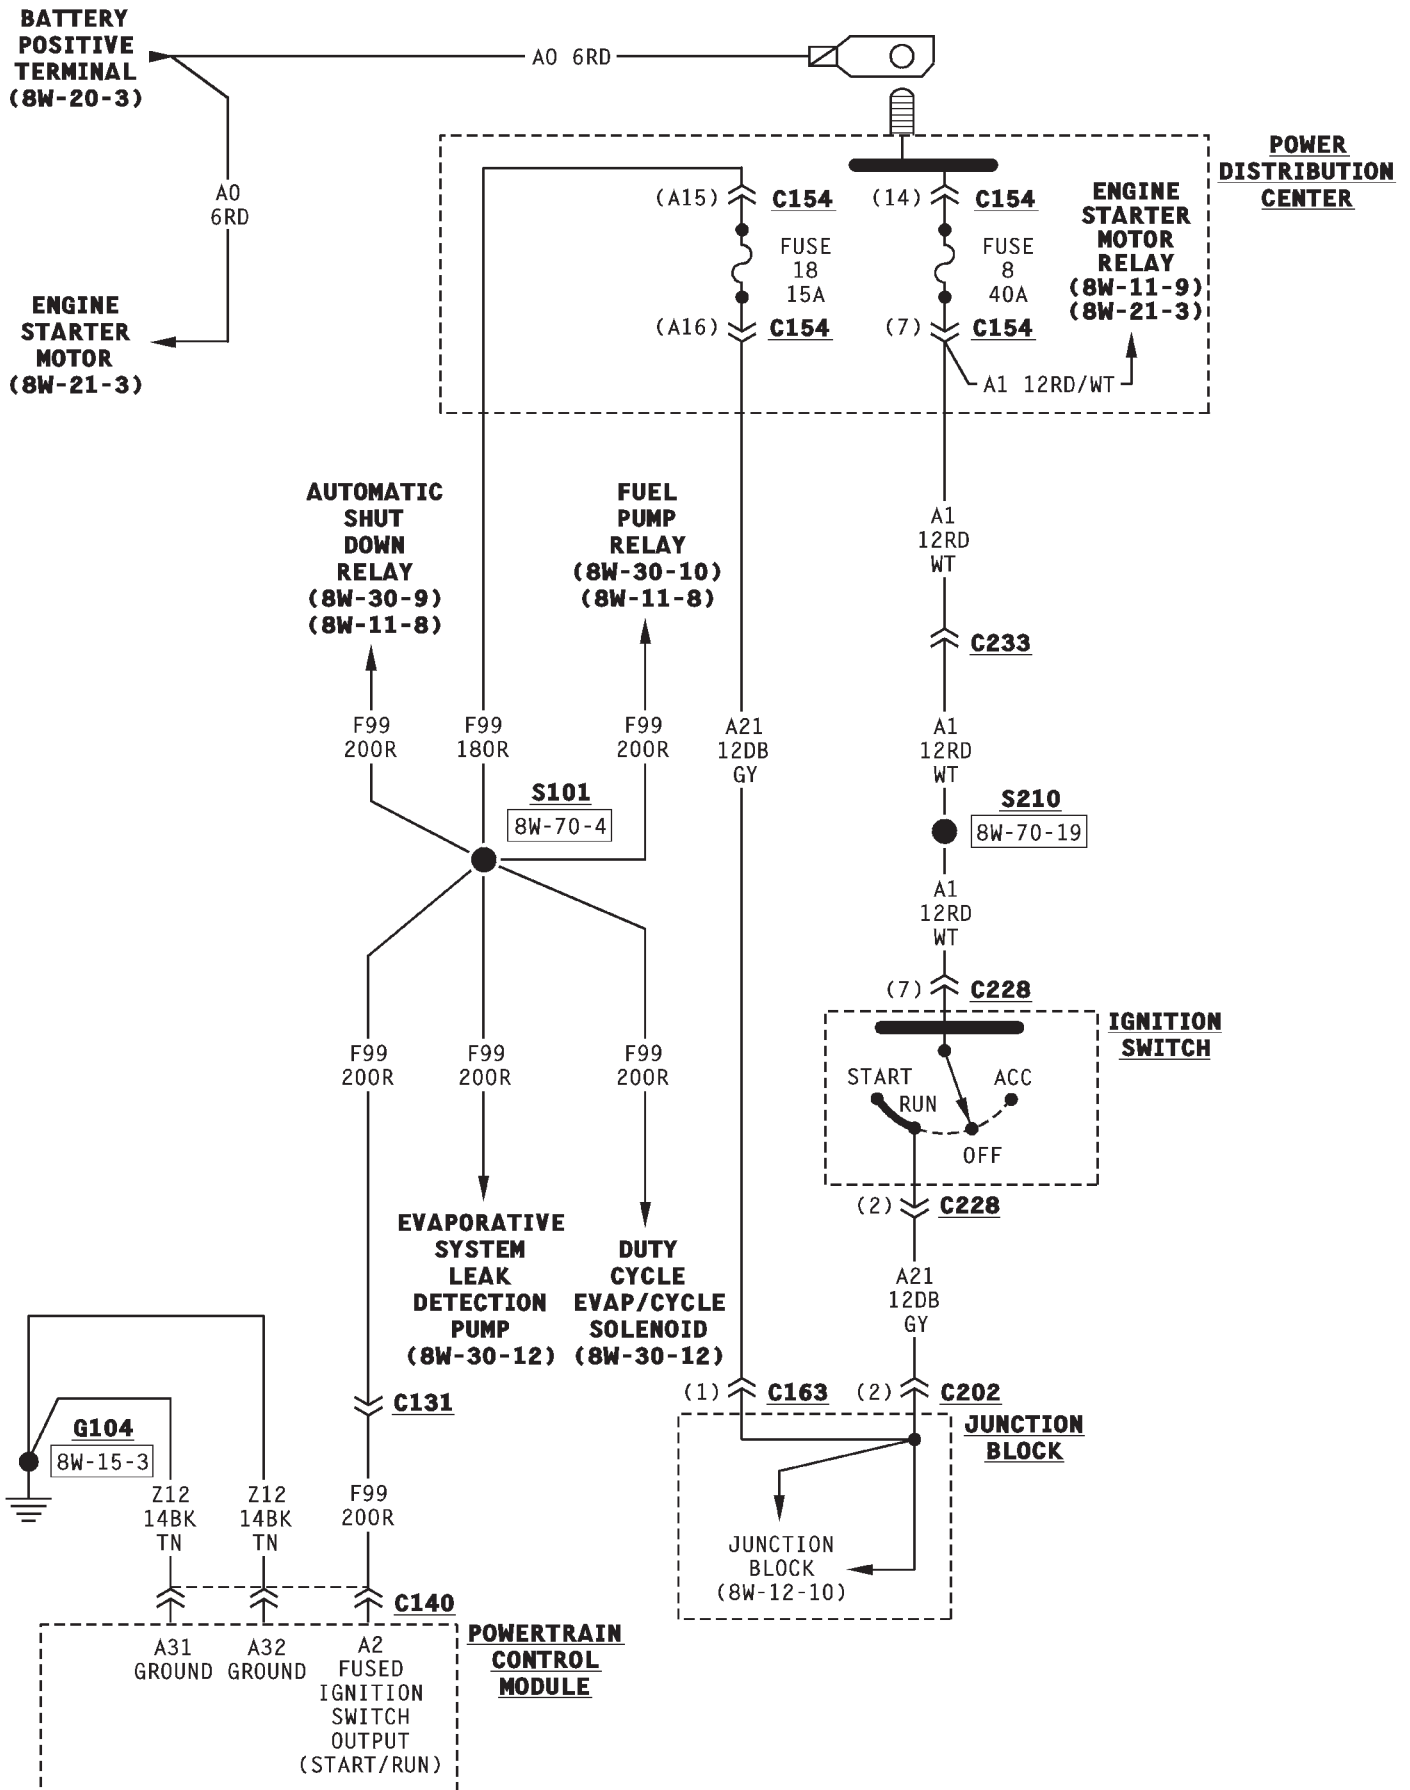 BATTERY
POSITIVE
TERMINAL
(8W-20-3)
A0 6RD
A0
6RD
ENGINE
STARTER
MOTOR
(8W-21-3)
POWER
DISTRIBUTION
CENTER
(A15)
C154
FUSE
18
15A
(A16)
C154
(14)
C154
FUSE
8
40A
(7)
C154
ENGINE
STARTER
MOTOR
RELAY
(8W-11-9)
(8W-21-3)
A1 12RD/WT
AUTOMATIC
SHUT
DOWN
RELAY
(8W-30-9)
(8W-11-8)
FUEL
PUMP
RELAY
(8W-30-10)
(8W-11-8)
A1
12RD
WT
C233
F99
20OR
F99
18OR
F99
20OR
A21
12DB
GY
A1
12RD
WT
S101
8W-70-4
S210
8W-70-19
A1
12RD
WT
(7)
C228
IGNITION
SWITCH
START
RUN
ACC
OFF
(2)
C228
F99
20OR
F99
20OR
F99
20OR
EVAPORATIVE
SYSTEM
LEAK
DETECTION
PUMP
(8W-30-12)
DUTY
CYCLE
EVAP/CYCLE
SOLENOID
(8W-30-12)
A21
12DB
GY
(1)
C163
(2)
C202
JUNCTION
BLOCK
JUNCTION
BLOCK
(8W-12-10)
C131
G104
8W-15-3
Z12
14BK
TN
Z12
14BK
TN
F99
20OR
C140
POWERTRAIN
CONTROL
MODULE
A31
GROUND
A32
GROUND
A2
FUSED
IGNITION
SWITCH
OUTPUT
(START/RUN)